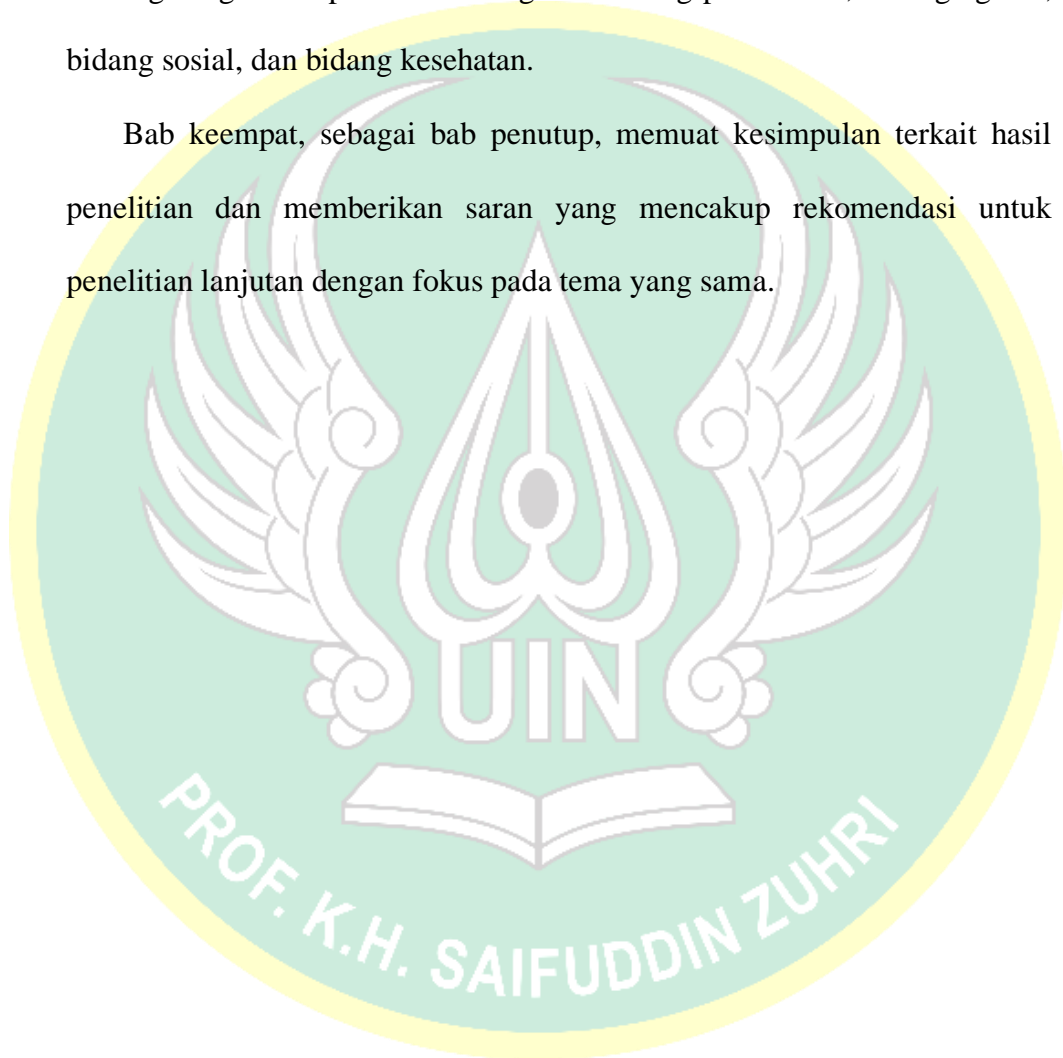 bidang sosial, dan bidang kesehatan.
Bab keempat, sebagai bab penutup, memuat kesimpulan terkait hasil
penelitian dan memberikan saran yang mencakup rekomendasi untuk
penelitian lanjutan dengan fokus pada tema yang sama.
UIN
PROF. K.H. SAIFUDDIN ZUHRI